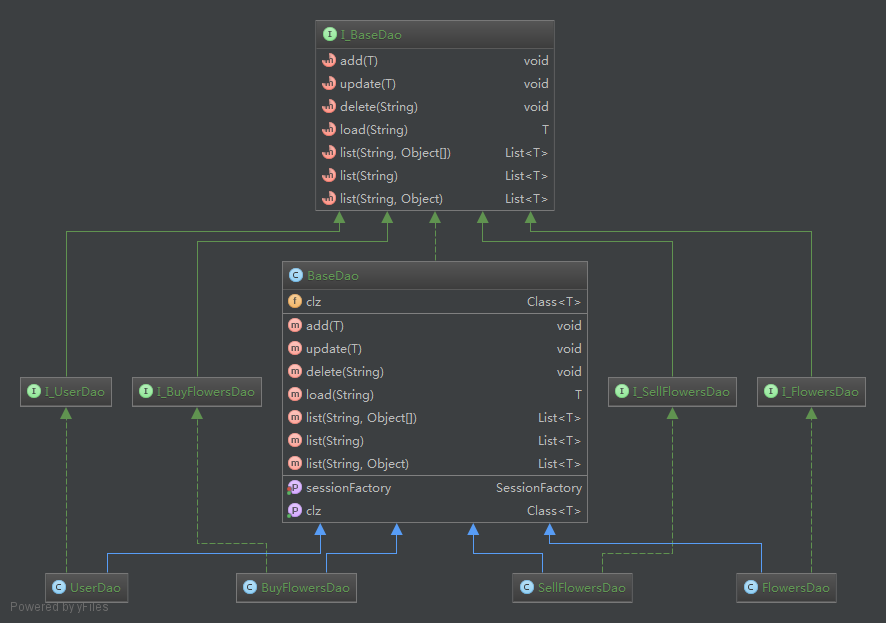 I_BaseDao
add(T) void
update(T) void
delete(String) void
load(String) T
list(String, Object[]) List<T>
list(String) List<T>
list(String, Object) List<T>
BaseDao
clz Class<T>
add(T) void
update(T) void
delete(String) void
load(String) T
list(String, Object[]) List<T>
list(String) List<T>
list(String, Object) List<T>
sessionFactory SessionFactory
clz Class<T>
I_UserDao
I_BuyFlowersDao
I_SellFlowersDao
I_FlowersDao
UserDao
BuyFlowersDao
SellFlowersDao
FlowersDao
Powered by yFiles